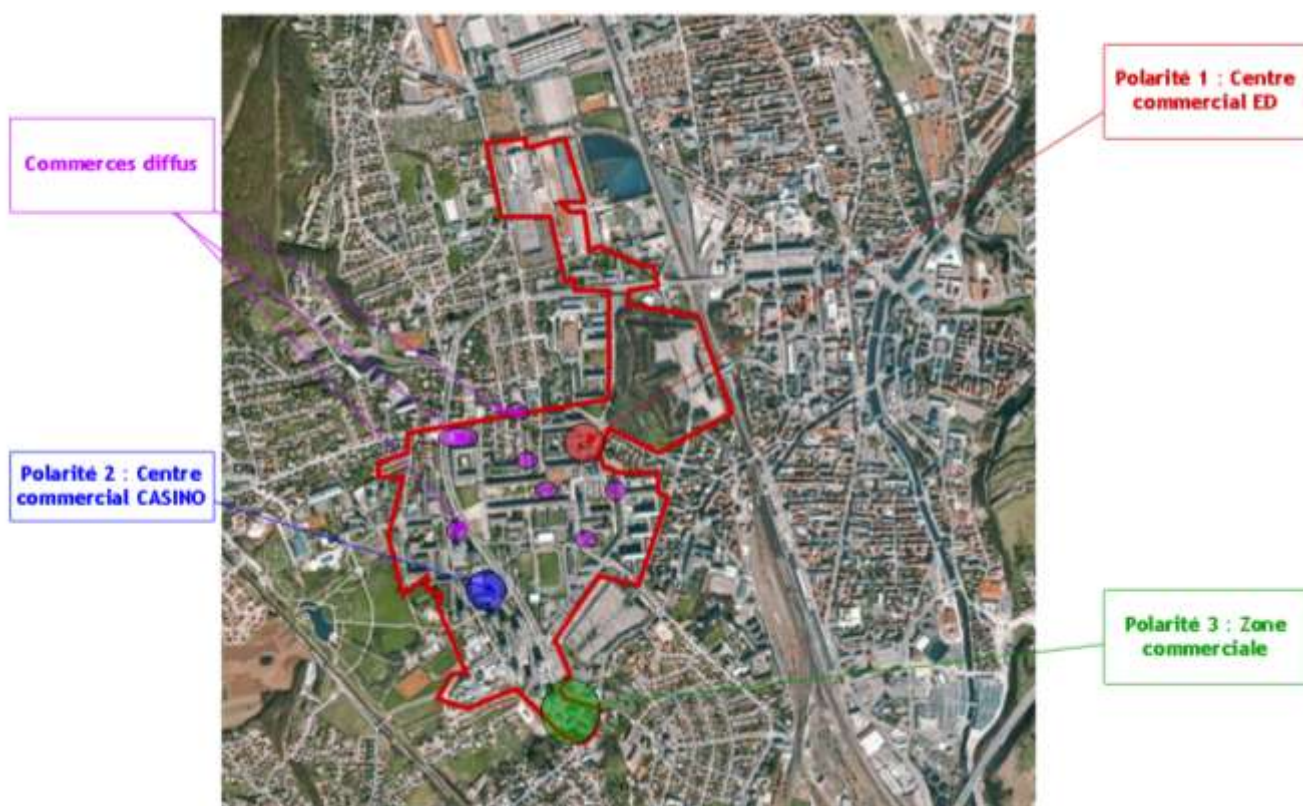 Polarité 1 : Centre
commercial ED
Commerces diffus
Polarité 2 : Centre
commercial CASINO
Polarité 3 : Zone
commerciale